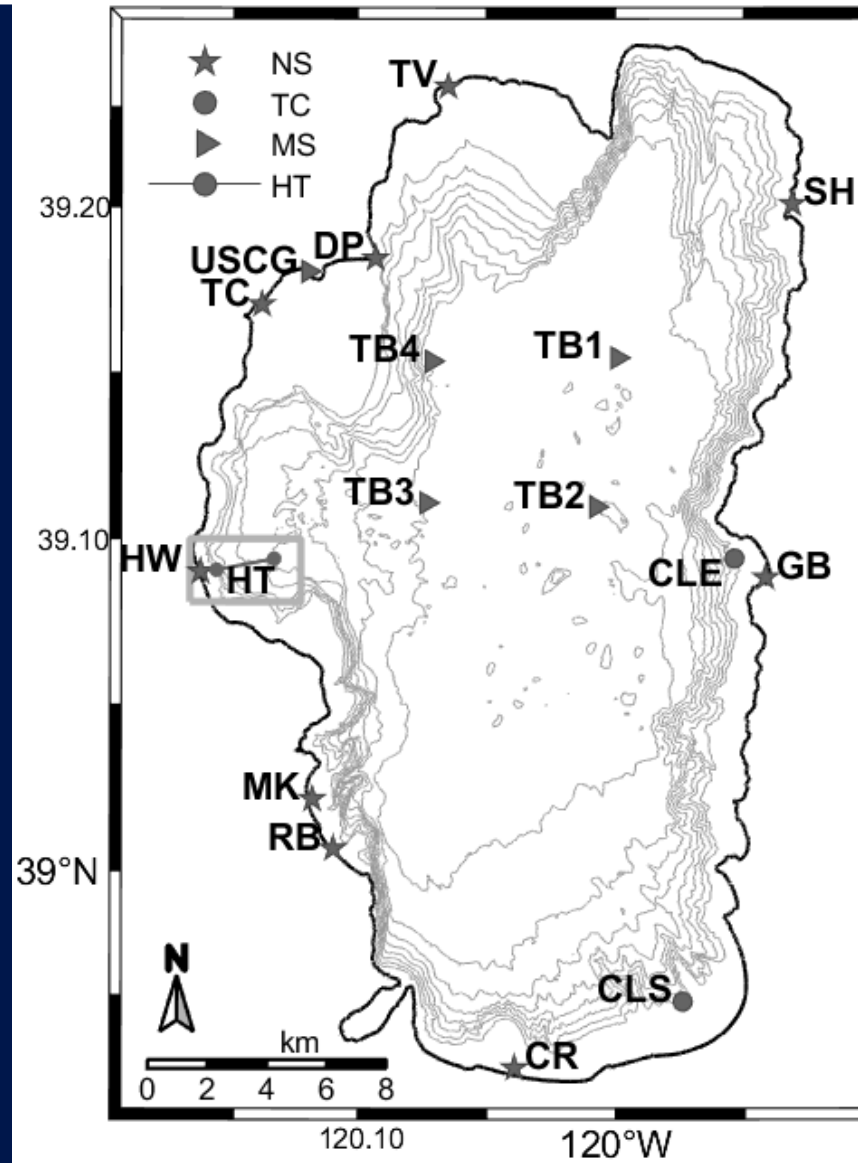 NS
TC
MS
HT
TV
39.20
SH
DP
USCG
TC
TB4
TB1
TB3
TB2
39.10
HW
HT
CLE
GB
MK
RB
39°N
N
CLS
km
CR
0 2 4 6 8
120.10
120°W